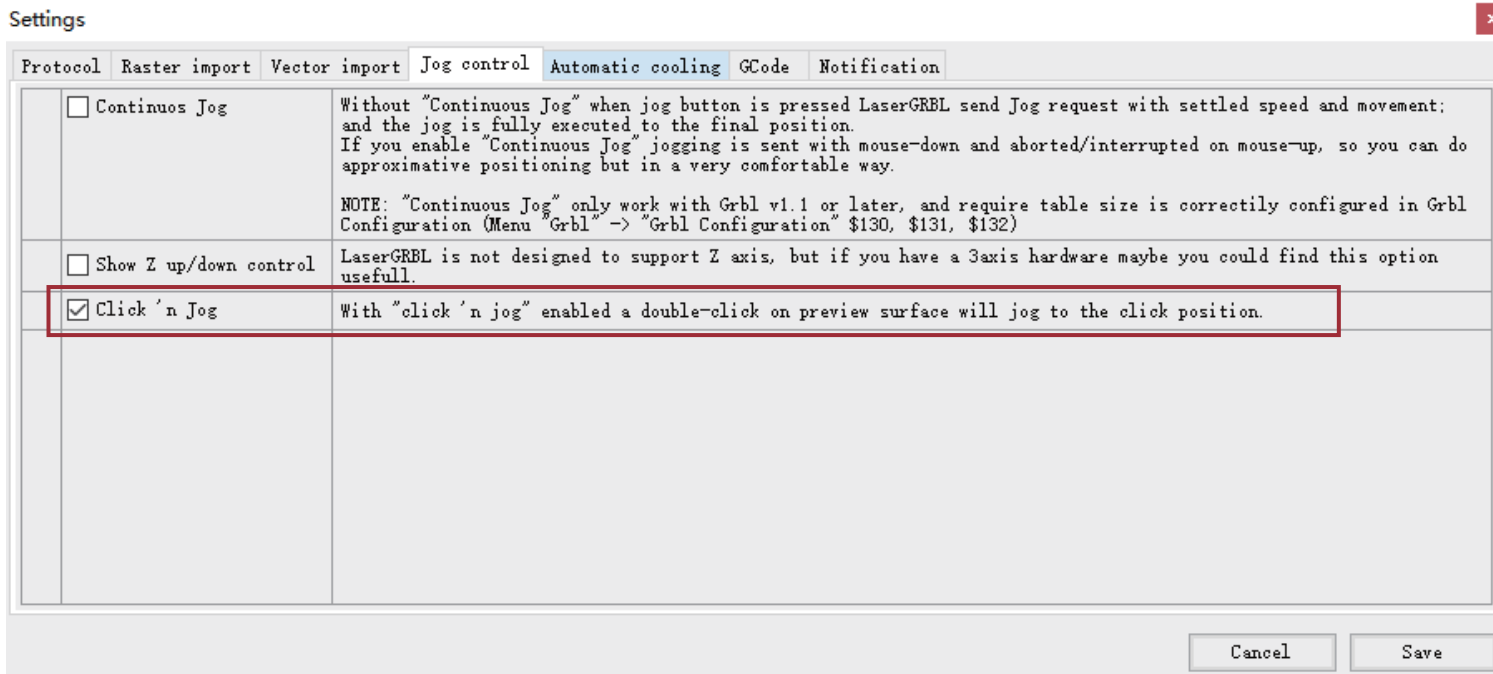 Settings
Protocol Raster import Vector import Jog control Automatic cooling GCode Notification
Continuos Jog
Without "Continuous Jog" when jog button is pressed LaserGRBL send Jog request with settled speed and movement;
and the jog is fully executed to the final position.
If you enable "Continuous Jog" jogging is sent with mouse-down and aborted/interrupted on mouse-up, so you can do
approximative positioning but in a very comfortable way.
NOTE: "Continuous Jog" only work with Grbl v1.1 or later, and require table size is correctily configured in Grbl
Configuration (Menu "Grbl" -> "Grbl Configuration" $130, $131, $132)
Show Z up/down control
LaserGRBL is not designed to support Z axis, but if you have a 3axis hardware maybe you could find this option
usefull.
Click 'n Jog
With "click 'n jog" enabled a double-click on preview surface will jog to the click position.
Cancel Save